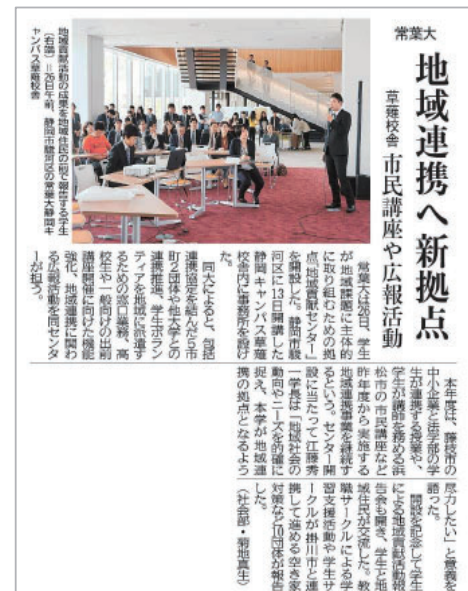 常葉大
地域連携へ新拠点
草薙校舎 市民講座や広報活動
地域貢献活動の成果を地域住民の前で報告する学生
(右端)=26日午前、静岡市駿河区の常葉大静岡キ
ャンパス草薙校舎
常葉大は26日、学生
が地域課題に主体的
に取り組むための拠
点「地域貢献センター」
を開設した。静岡市駿
河区に13日開講した
静岡キャンパス草薙
校舎内に事務所を設け
た。
同大によると、包括
連携協定を結んだ5市
町2団体や他大学との
連携推進、学生ボラン
ティアを地域に派遣す
るための窓口業務、高
校生や一般向けの出前
講座開催に向けた機能
強化、地域連携に関わ
る広報活動を同センタ
ーが担う。
本年度は、藤枝市の
中小企業と法学部の学
生が連携する授業や、
学生が講師を務める浜
松市の市民講座など
昨年度から実施する
地域連携事業を継続す
るという。センター開
設に当たって江藤秀
一学長は「地域社会の
動向やニーズを的確に
捉え、本学が地域連
携の拠点となるよう
尽力したい」と意義を
語った。
開設を記念して学生
による地域貢献活動報
告会も開き、学生と地
域住民が交流した。教
職サークルによる学
習支援活動や学生サ
ークルが掛川市と連
携して進める空き家
対策など10団体が報告
した。
(社会部・菊地真生)